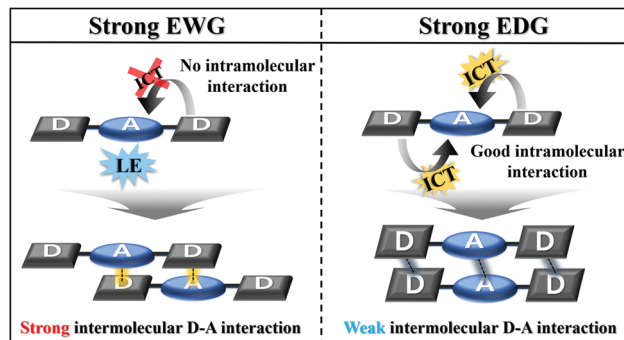 Strong EWG
ICT
No intramolecular
interaction
D A D
LE
D A D
D A D
Strong intermolecular D-A interaction
Strong EDG
ICT
D A D
Good intramolecular
interaction
ICT
D A D
D A D
Weak intermolecular D-A interaction